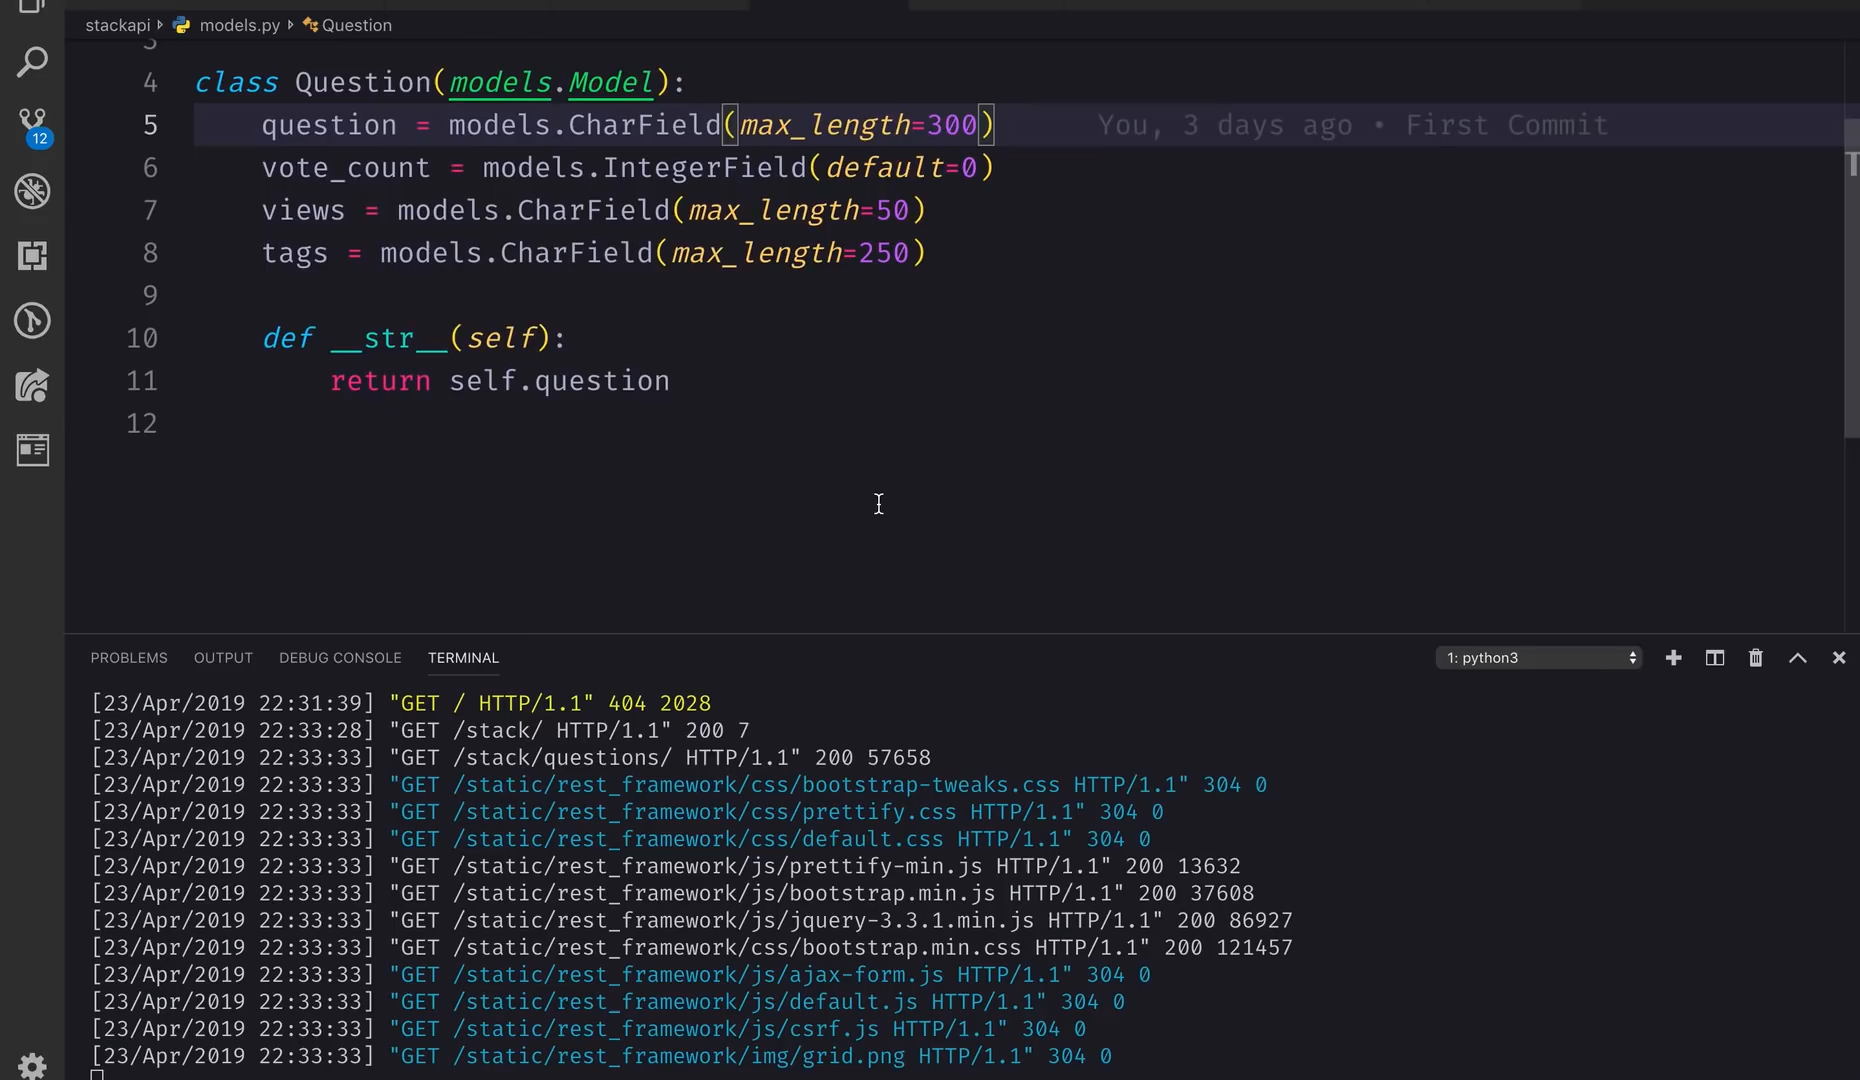 stackapi models.py Question
3
4 class Question(models.Model):
5 question = models.CharField(max_length=300) You, 3 days ago • First Commit
6 vote_count = models.IntegerField(default=0)
7 views = models.CharField(max_length=50)
8 tags = models.CharField(max_length=250)
9
10 def __str__(self):
11 return self.question
12
12
PROBLEMS OUTPUT DEBUG CONSOLE TERMINAL 1: python3
[23/Apr/2019 22:31:39] "GET / HTTP/1.1" 404 2028
[23/Apr/2019 22:33:28] "GET /stack/ HTTP/1.1" 200 7
[23/Apr/2019 22:33:33] "GET /stack/questions/ HTTP/1.1" 200 57658
[23/Apr/2019 22:33:33] "GET /static/rest_framework/css/bootstrap-tweaks.css HTTP/1.1" 304 0
[23/Apr/2019 22:33:33] "GET /static/rest_framework/css/prettify.css HTTP/1.1" 304 0
[23/Apr/2019 22:33:33] "GET /static/rest_framework/css/default.css HTTP/1.1" 304 0
[23/Apr/2019 22:33:33] "GET /static/rest_framework/js/prettify-min.js HTTP/1.1" 200 13632
[23/Apr/2019 22:33:33] "GET /static/rest_framework/js/bootstrap.min.js HTTP/1.1" 200 37608
[23/Apr/2019 22:33:33] "GET /static/rest_framework/js/jquery-3.3.1.min.js HTTP/1.1" 200 86927
[23/Apr/2019 22:33:33] "GET /static/rest_framework/css/bootstrap.min.css HTTP/1.1" 200 121457
[23/Apr/2019 22:33:33] "GET /static/rest_framework/js/ajax-form.js HTTP/1.1" 304 0
[23/Apr/2019 22:33:33] "GET /static/rest_framework/js/default.js HTTP/1.1" 304 0
[23/Apr/2019 22:33:33] "GET /static/rest_framework/js/csrf.js HTTP/1.1" 304 0
[23/Apr/2019 22:33:33] "GET /static/rest_framework/img/grid.png HTTP/1.1" 304 0